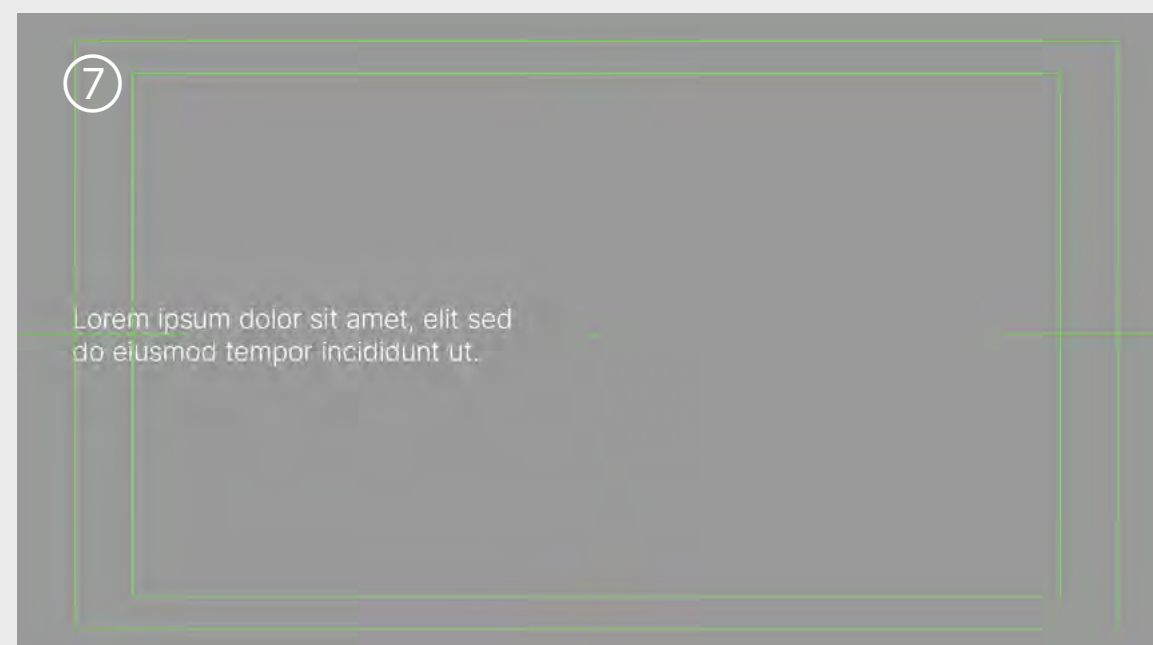 ⑦
Lorem ipsum dolor sit amet, elit sed
do eiusmod tempor incididunt ut.